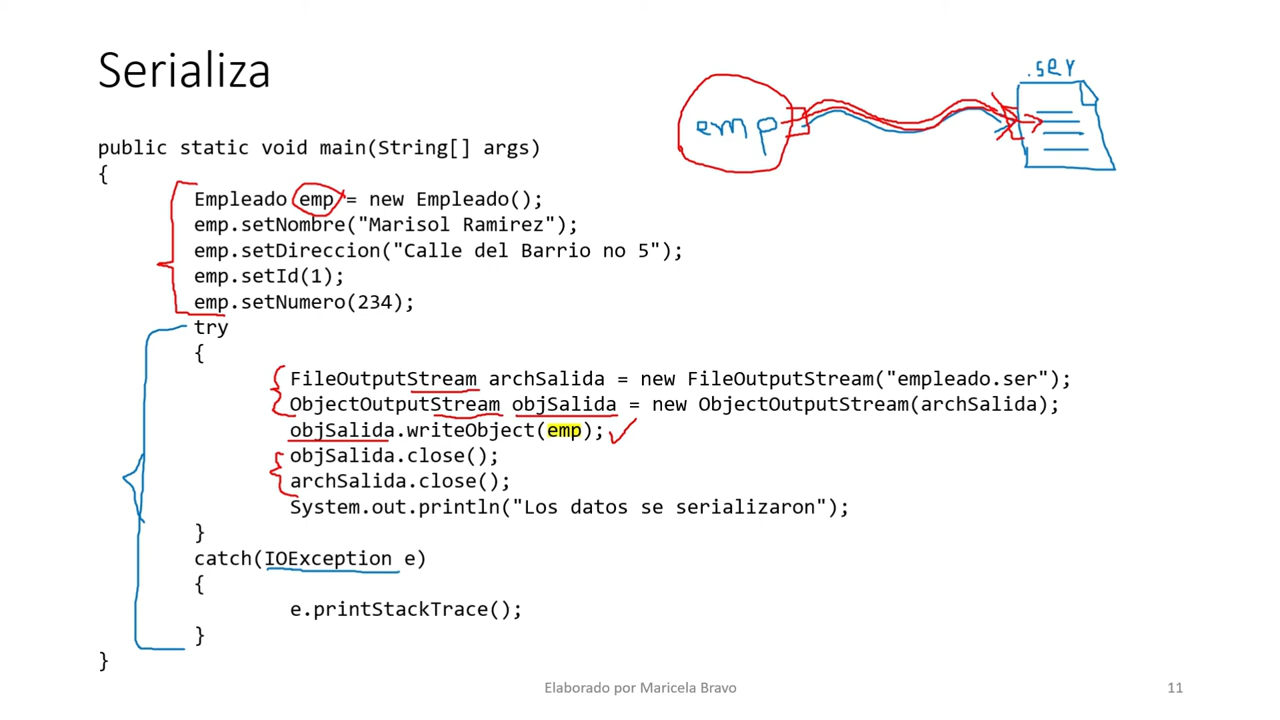 Serializa
.ser
emp
public static void main(String[] args)
{
Empleado emp = new Empleado();
emp.setNombre("Marisol Ramirez");
emp.setDireccion("Calle del Barrio no 5");
emp.setId(1);
emp.setNumero(234);
try
{
FileOutputStream archSalida = new FileOutputStream("empleado.ser");
ObjectOutputStream objSalida = new ObjectOutputStream(archSalida);
objSalida.writeObject(emp);
objSalida.close();
archSalida.close();
System.out.println("Los datos se serializaron");
}
catch(IOException e)
{
e.printStackTrace();
}
}
Elaborado por Maricela Bravo
11